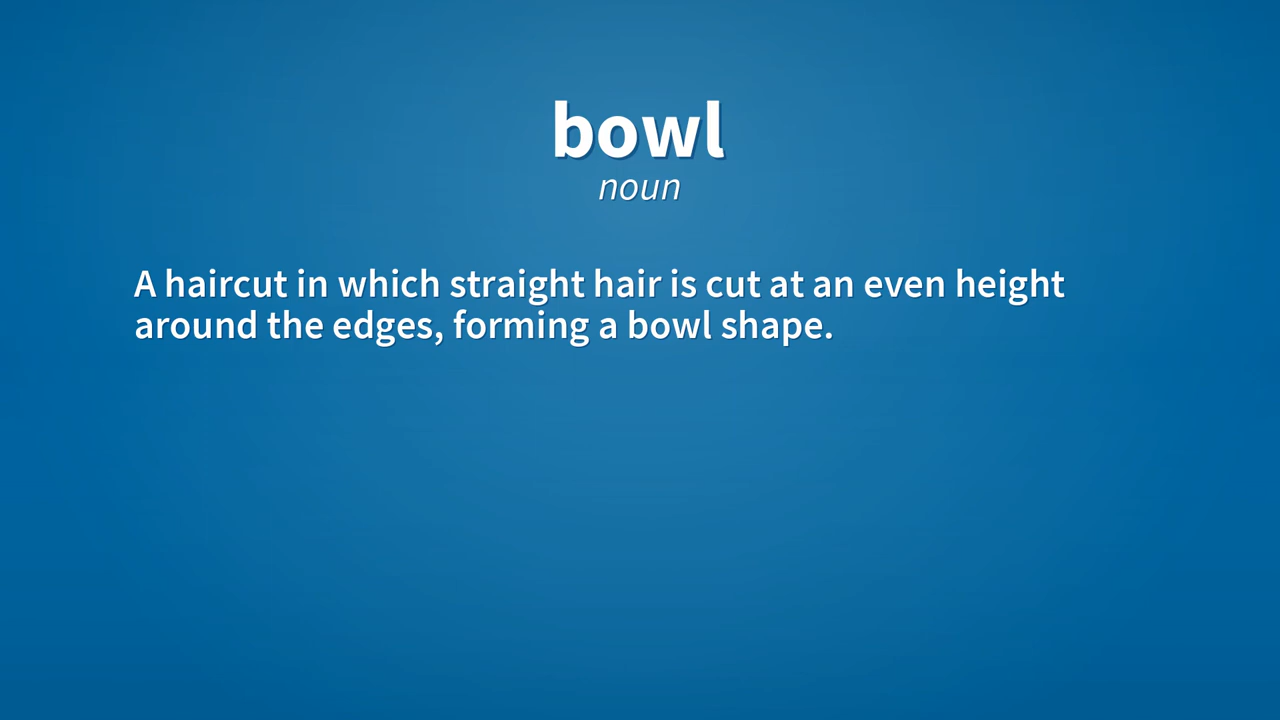 bowl
noun
A haircut in which straight hair is cut at an even height
around the edges, forming a bowl shape.